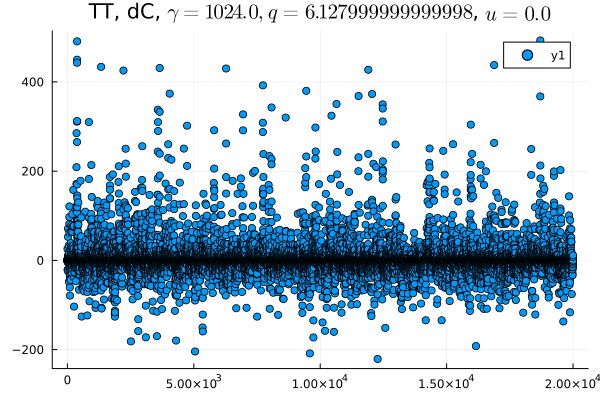 TT, dC, γ = 1024.0, q = 6.127999999999998, u = 0.0
y1
400
200
0
−200
0 5.00×10³ 1.00×10⁴ 1.50×10⁴ 2.00×10⁴